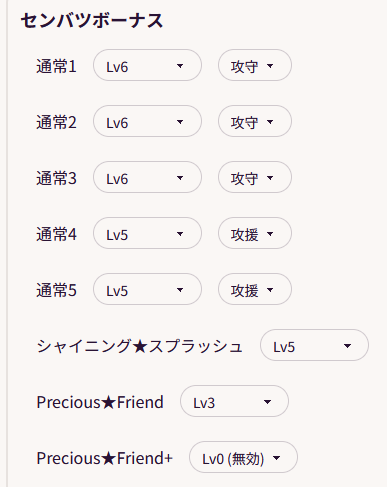 センバツボーナス
通常1 Lv6 攻守
通常2 Lv6 攻守
通常3 Lv6 攻守
通常4 Lv5 攻援
通常5 Lv5 攻援
シャイニング★スプラッシュ Lv5
Precious★Friend Lv3
Precious★Friend+ Lv0 (無効)